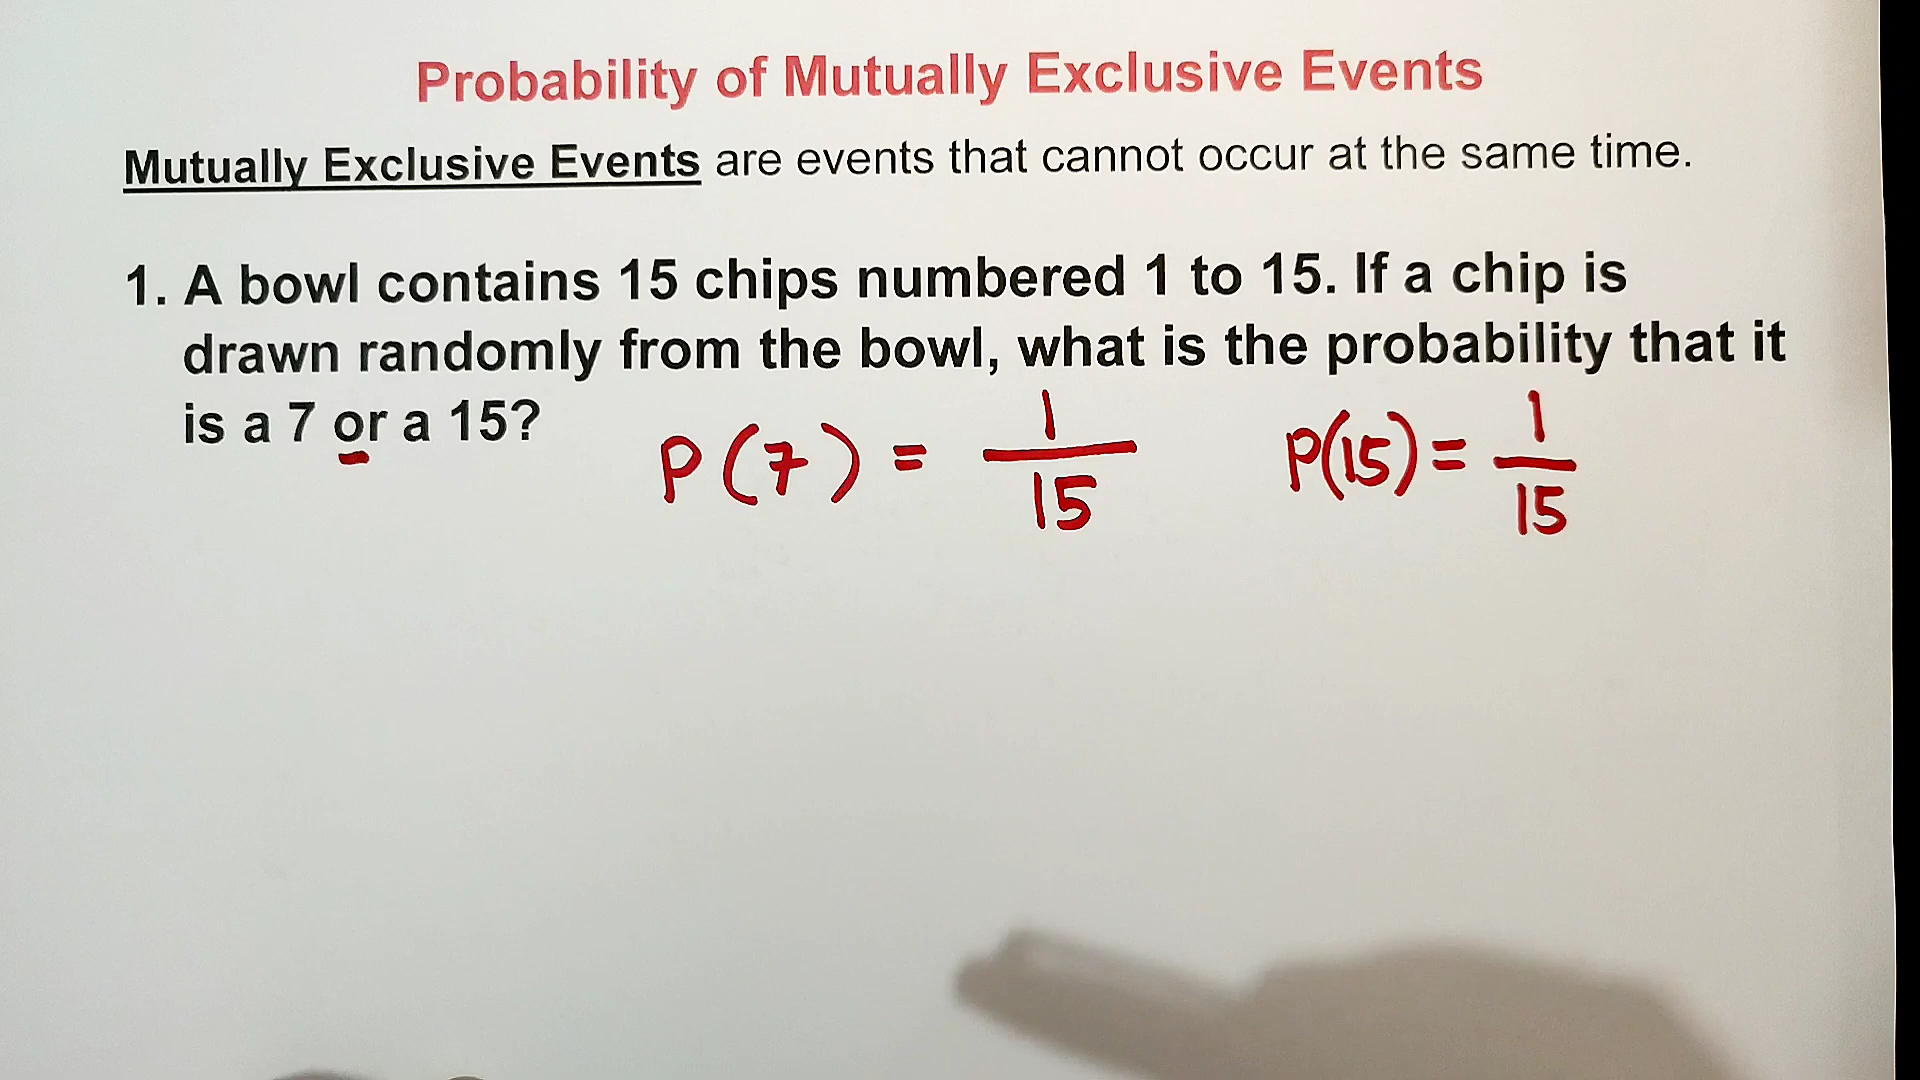 Probability of Mutually Exclusive Events
Mutually Exclusive Events are events that cannot occur at the same time.
1. A bowl contains 15 chips numbered 1 to 15. If a chip is
drawn randomly from the bowl, what is the probability that it
is a 7 or a 15?
P(7) = 1/15
P(15) = 1/15